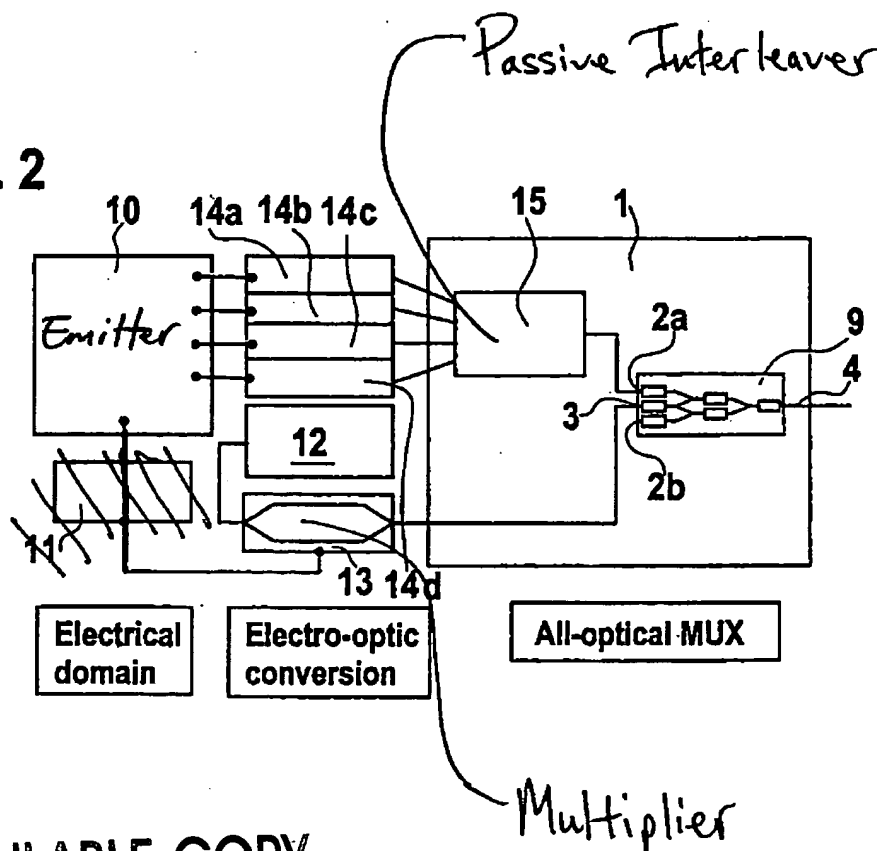 Passive Interleaver
. 2
10
14a 14b 14c
15
1
Emitter
2a
9
4
3
12
2b
11
13 14d
Electrical
domain
Electro-optic
conversion
All-optical MUX
Multiplier
COPY